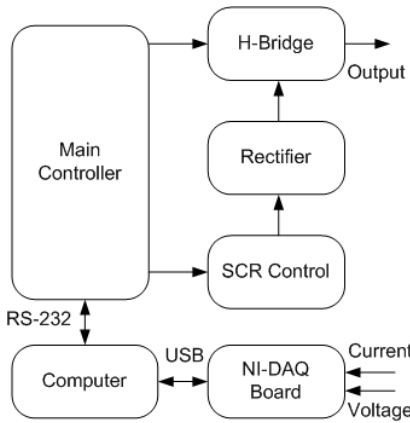 H-Bridge
Output
Main
Controller
Rectifier
SCR Control
RS-232
USB
Computer
NI-DAQ
Board
Current
Voltage